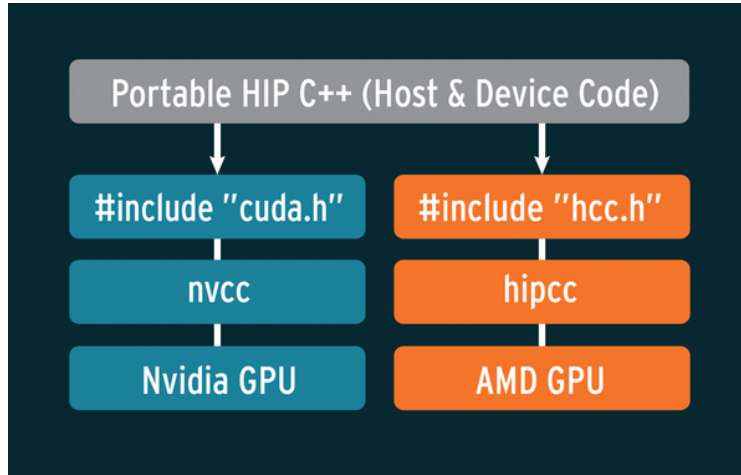 Portable HIP C++ (Host & Device Code)
#include "cuda.h"
#include "hcc.h"
nvcc
hipcc
Nvidia GPU
AMD GPU